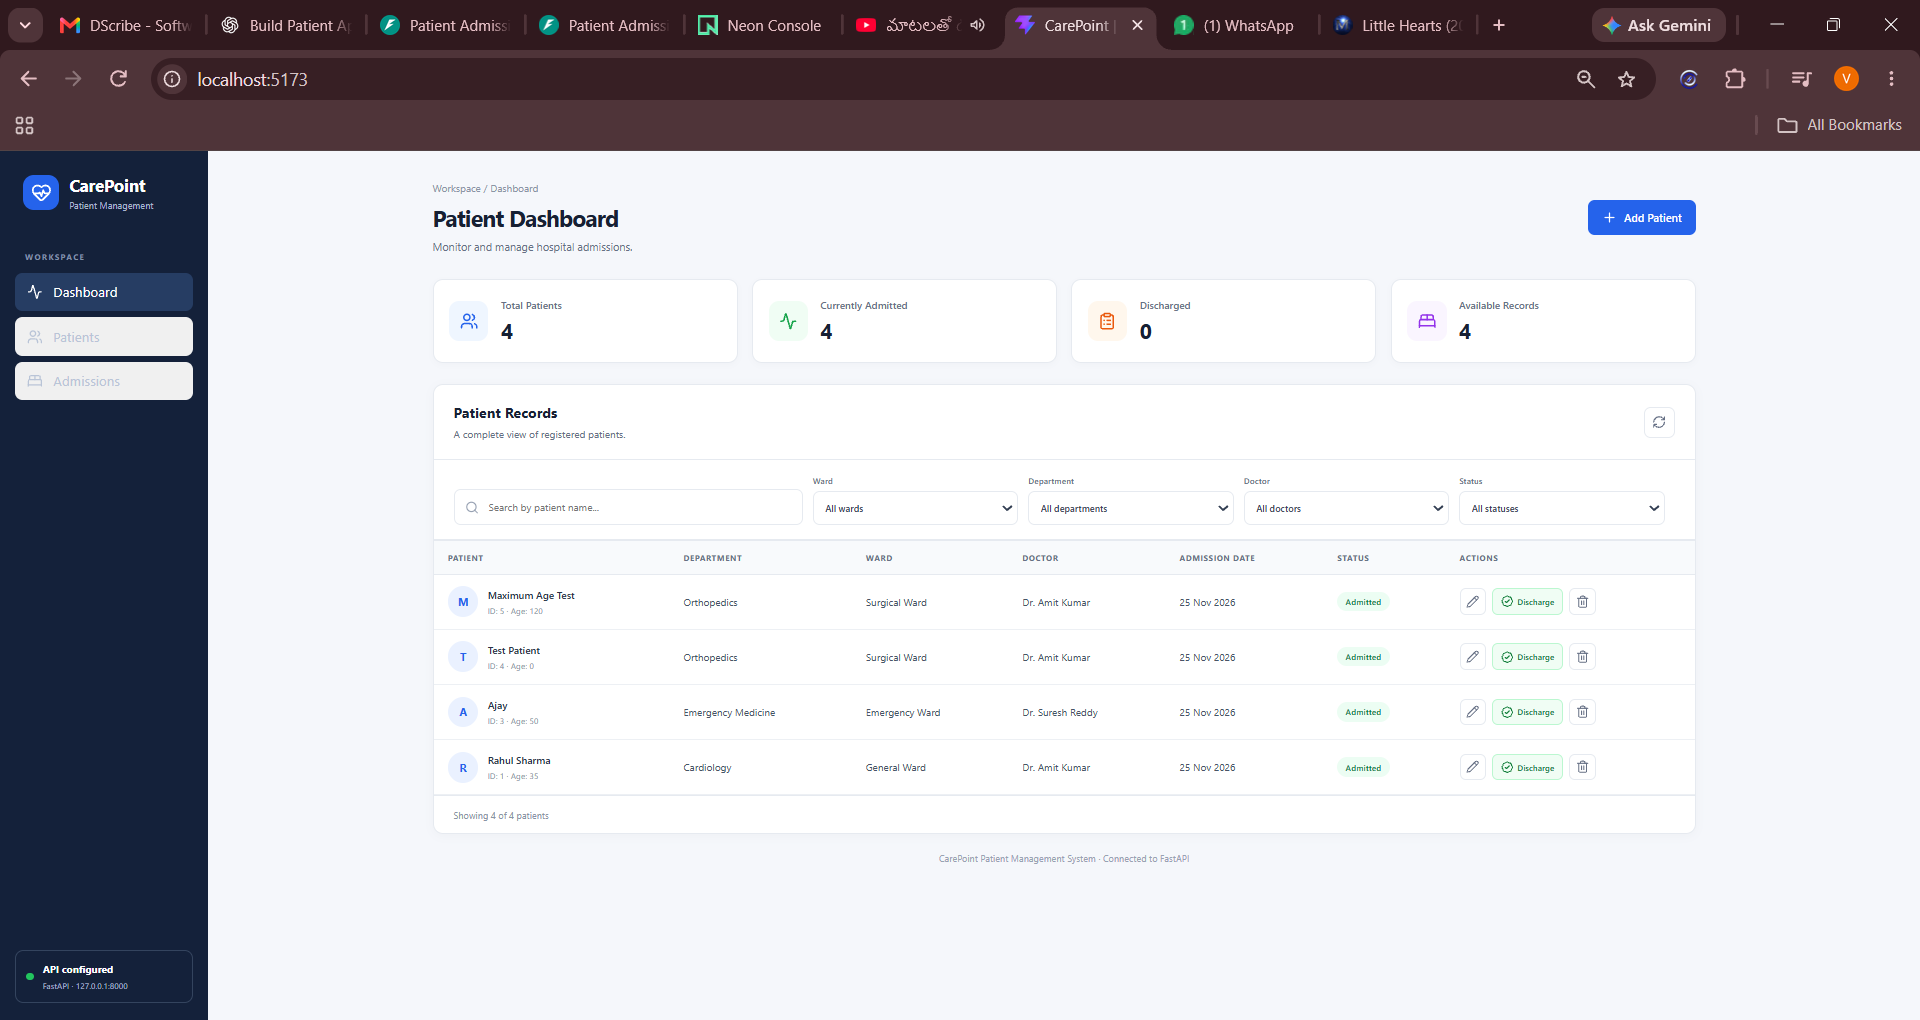 DScribe - Softw
Build Patient A
Patient Admiss
Patient Admiss
Neon Console
మాటలతో
CarePoint
(1) WhatsApp
Little Hearts (20
Ask Gemini
localhost:5173
V
All Bookmarks
CarePoint
Patient Management
WORKSPACE
Dashboard
Patients
Admissions
API configured
FastAPI · 127.0.0.1:8000
Workspace / Dashboard
Patient Dashboard
Monitor and manage hospital admissions.
Add Patient
Total Patients
4
Currently Admitted
4
Discharged
0
Available Records
4
Patient Records
A complete view of registered patients.
Ward Department Doctor Status
Search by patient name... All wards All departments All doctors All statuses
PATIENT DEPARTMENT WARD DOCTOR ADMISSION DATE STATUS ACTIONS
M Maximum Age Test Orthopedics Surgical Ward Dr. Amit Kumar 25 Nov 2026 Admitted Discharge
ID: 5 · Age: 120
T Test Patient Orthopedics Surgical Ward Dr. Amit Kumar 25 Nov 2026 Admitted Discharge
ID: 4 · Age: 0
A Ajay Emergency Medicine Emergency Ward Dr. Suresh Reddy 25 Nov 2026 Admitted Discharge
ID: 3 · Age: 50
R Rahul Sharma Cardiology General Ward Dr. Amit Kumar 25 Nov 2026 Admitted Discharge
ID: 1 · Age: 35
Showing 4 of 4 patients
CarePoint Patient Management System · Connected to FastAPI